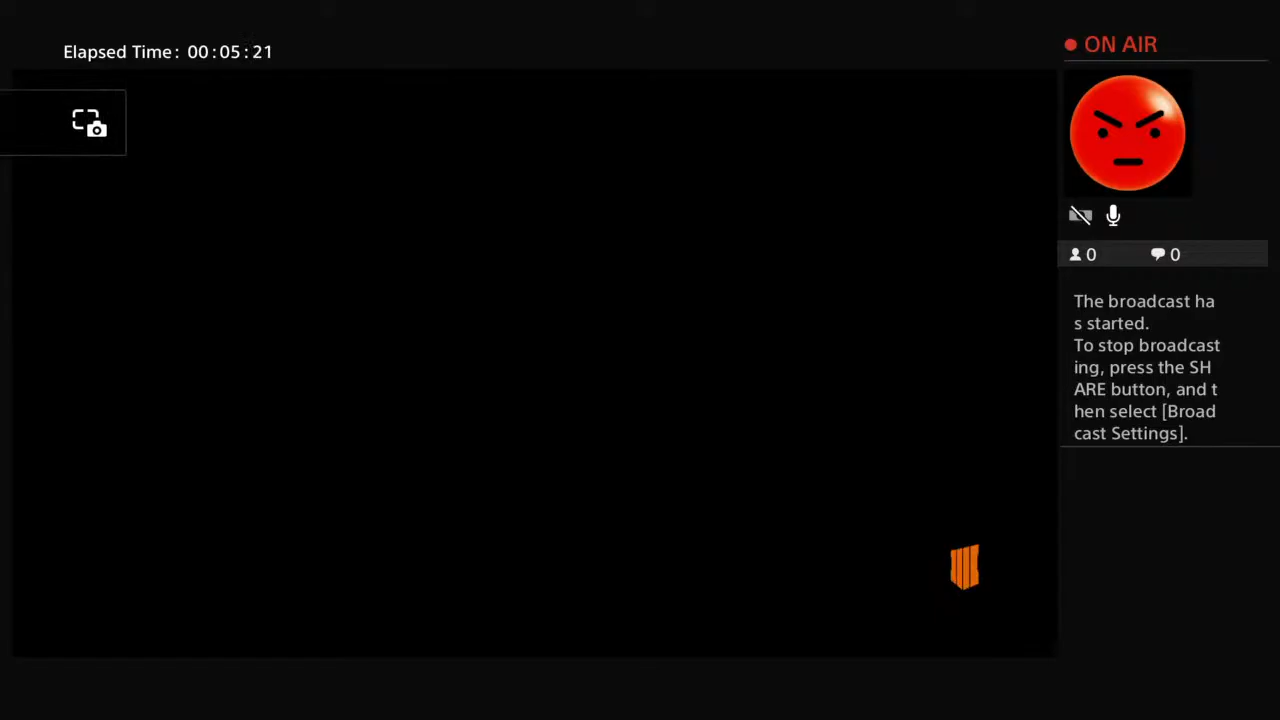 Elapsed Time: 00:05:21
ON AIR
0
0
The broadcast ha
s started.
To stop broadcast
ing, press the SH
ARE button, and t
hen select [Broad
cast Settings].